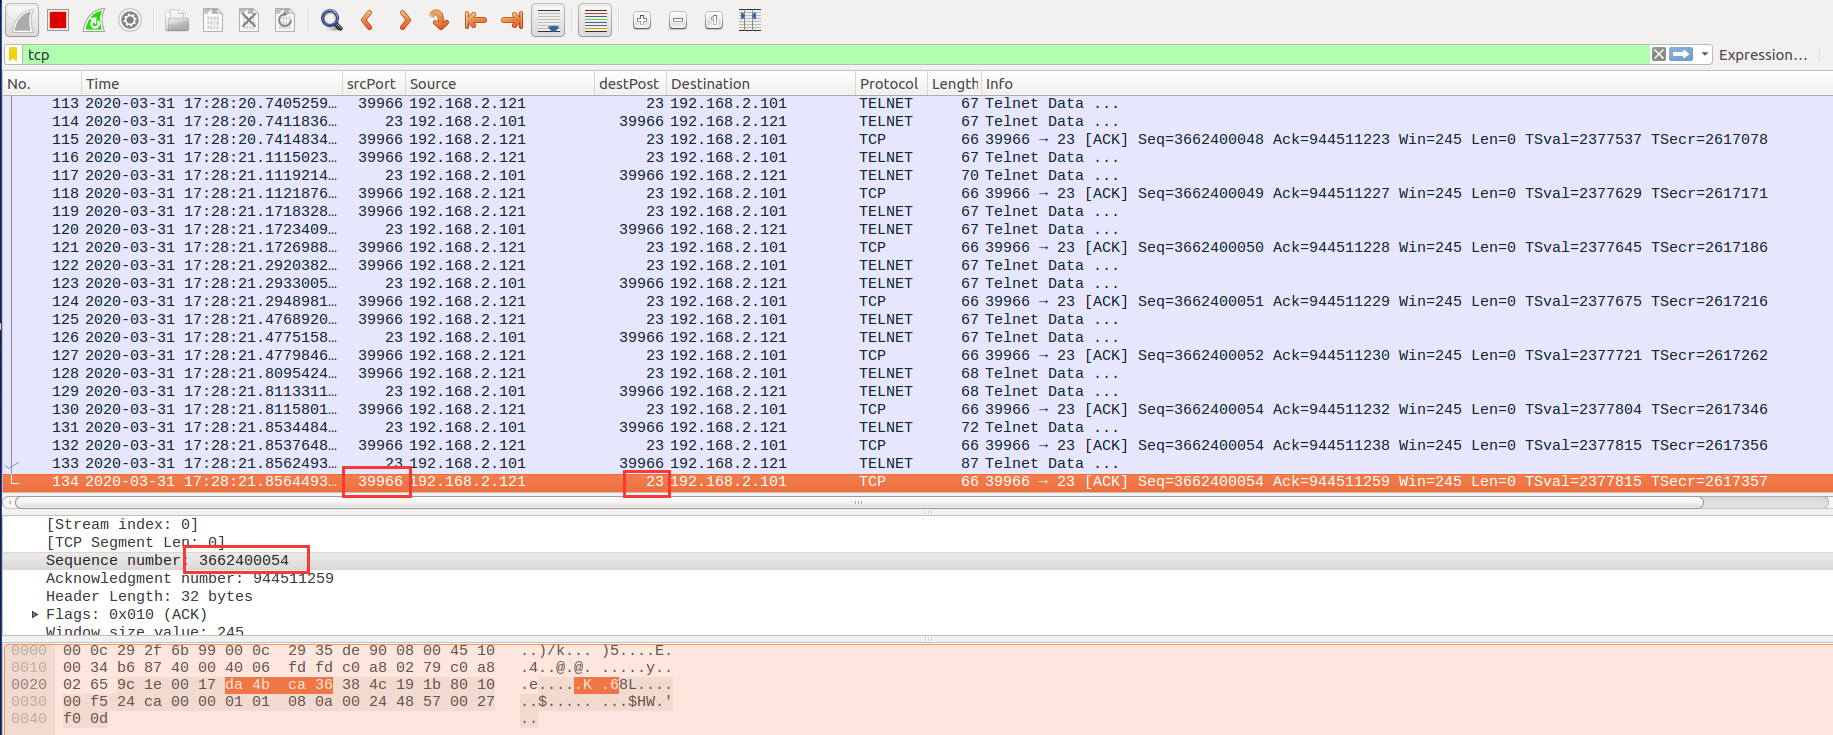 tcp
Expression…
No. Time srcPort Source destPost Destination Protocol Length Info
113 2020-03-31 17:28:20.7405259… 39966 192.168.2.121 23 192.168.2.101 TELNET 67 Telnet Data ...
114 2020-03-31 17:28:20.7411836… 23 192.168.2.101 39966 192.168.2.121 TELNET 67 Telnet Data ...
115 2020-03-31 17:28:20.7414834… 39966 192.168.2.121 23 192.168.2.101 TCP 66 39966 → 23 [ACK] Seq=3662400048 Ack=944511223 Win=245 Len=0 TSval=2377537 TSecr=2617078
116 2020-03-31 17:28:21.1115023… 39966 192.168.2.121 23 192.168.2.101 TELNET 67 Telnet Data ...
117 2020-03-31 17:28:21.1119214… 23 192.168.2.101 39966 192.168.2.121 TELNET 70 Telnet Data ...
118 2020-03-31 17:28:21.1121876… 39966 192.168.2.121 23 192.168.2.101 TCP 66 39966 → 23 [ACK] Seq=3662400049 Ack=944511227 Win=245 Len=0 TSval=2377629 TSecr=2617171
119 2020-03-31 17:28:21.1718328… 39966 192.168.2.121 23 192.168.2.101 TELNET 67 Telnet Data ...
120 2020-03-31 17:28:21.1723409… 23 192.168.2.101 39966 192.168.2.121 TELNET 67 Telnet Data ...
121 2020-03-31 17:28:21.1726988… 39966 192.168.2.121 23 192.168.2.101 TCP 66 39966 → 23 [ACK] Seq=3662400050 Ack=944511228 Win=245 Len=0 TSval=2377645 TSecr=2617186
122 2020-03-31 17:28:21.2920382… 39966 192.168.2.121 23 192.168.2.101 TELNET 67 Telnet Data ...
123 2020-03-31 17:28:21.2933005… 23 192.168.2.101 39966 192.168.2.121 TELNET 67 Telnet Data ...
124 2020-03-31 17:28:21.2948981… 39966 192.168.2.121 23 192.168.2.101 TCP 66 39966 → 23 [ACK] Seq=3662400051 Ack=944511229 Win=245 Len=0 TSval=2377675 TSecr=2617216
125 2020-03-31 17:28:21.4768920… 39966 192.168.2.121 23 192.168.2.101 TELNET 67 Telnet Data ...
126 2020-03-31 17:28:21.4775158… 23 192.168.2.101 39966 192.168.2.121 TELNET 67 Telnet Data ...
127 2020-03-31 17:28:21.4779846… 39966 192.168.2.121 23 192.168.2.101 TCP 66 39966 → 23 [ACK] Seq=3662400052 Ack=944511230 Win=245 Len=0 TSval=2377721 TSecr=2617262
128 2020-03-31 17:28:21.8095424… 39966 192.168.2.121 23 192.168.2.101 TELNET 68 Telnet Data ...
129 2020-03-31 17:28:21.8113311… 23 192.168.2.101 39966 192.168.2.121 TELNET 68 Telnet Data ...
130 2020-03-31 17:28:21.8115801… 39966 192.168.2.121 23 192.168.2.101 TCP 66 39966 → 23 [ACK] Seq=3662400054 Ack=944511232 Win=245 Len=0 TSval=2377804 TSecr=2617346
131 2020-03-31 17:28:21.8534484… 23 192.168.2.101 39966 192.168.2.121 TELNET 72 Telnet Data ...
132 2020-03-31 17:28:21.8537648… 39966 192.168.2.121 23 192.168.2.101 TCP 66 39966 → 23 [ACK] Seq=3662400054 Ack=944511238 Win=245 Len=0 TSval=2377815 TSecr=2617356
133 2020-03-31 17:28:21.8562493… 23 192.168.2.101 39966 192.168.2.121 TELNET 87 Telnet Data ...
134 2020-03-31 17:28:21.8564493… 39966 192.168.2.121 23 192.168.2.101 TCP 66 39966 → 23 [ACK] Seq=3662400054 Ack=944511259 Win=245 Len=0 TSval=2377815 TSecr=2617357
[Stream index: 0]
[TCP Segment Len: 0]
Sequence number: 3662400054
Acknowledgment number: 944511259
Header Length: 32 bytes
Flags: 0x010 (ACK)
Window size value: 245
0000 00 0c 29 2f 6b 99 00 0c 29 35 de 90 08 00 45 10 ..)/k... )5....E.
0010 00 34 b6 87 40 00 40 06 fd fd c0 a8 02 79 c0 a8 .4..@.@. .....y..
0020 02 65 9c 1e 00 17 da 4b ca 36 38 4c 19 1b 80 10 .e.....K .68L....
0030 00 f5 24 ca 00 00 01 01 08 0a 00 24 48 57 00 27 ..$..... ...$HW.'
0040 f0 0d ..